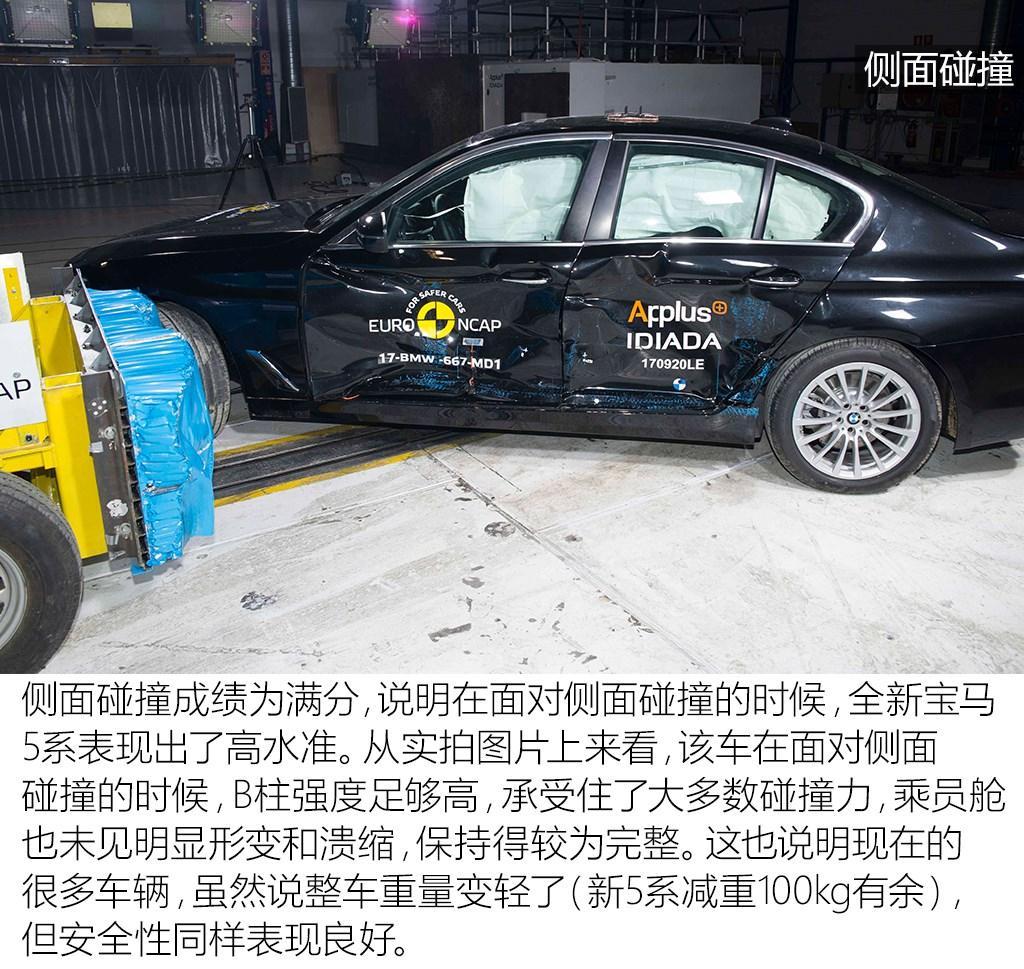 侧面碰撞
Applus
IDIADA
FOR SAFER CARS
EURO NCAP
17-BMW -667-MD1
Applus+
IDIADA
170920LE
AP
侧面碰撞成绩为满分,说明在面对侧面碰撞的时候,全新宝马
5系表现出了高水准。从实拍图片上来看,该车在面对侧面
碰撞的时候,B柱强度足够高,承受住了大多数碰撞力,乘员舱
也未见明显形变和溃缩,保持得较为完整。这也说明现在的
很多车辆,虽然说整车重量变轻了(新5系减重100kg有余),
但安全性同样表现良好。